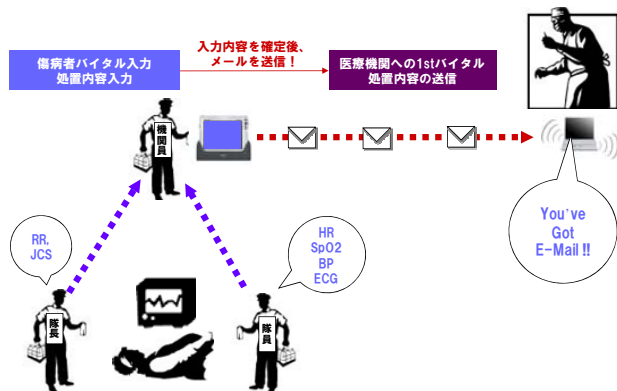 傷病者バイタル入力
処置内容入力
入力内容を確定後、
メールを送信！
医療機関への1stバイタル
処置内容の送信
機関員
You've
Got
E-Mail!!
RR,
JCS
HR
SpO2
BP
ECG
隊長
隊員